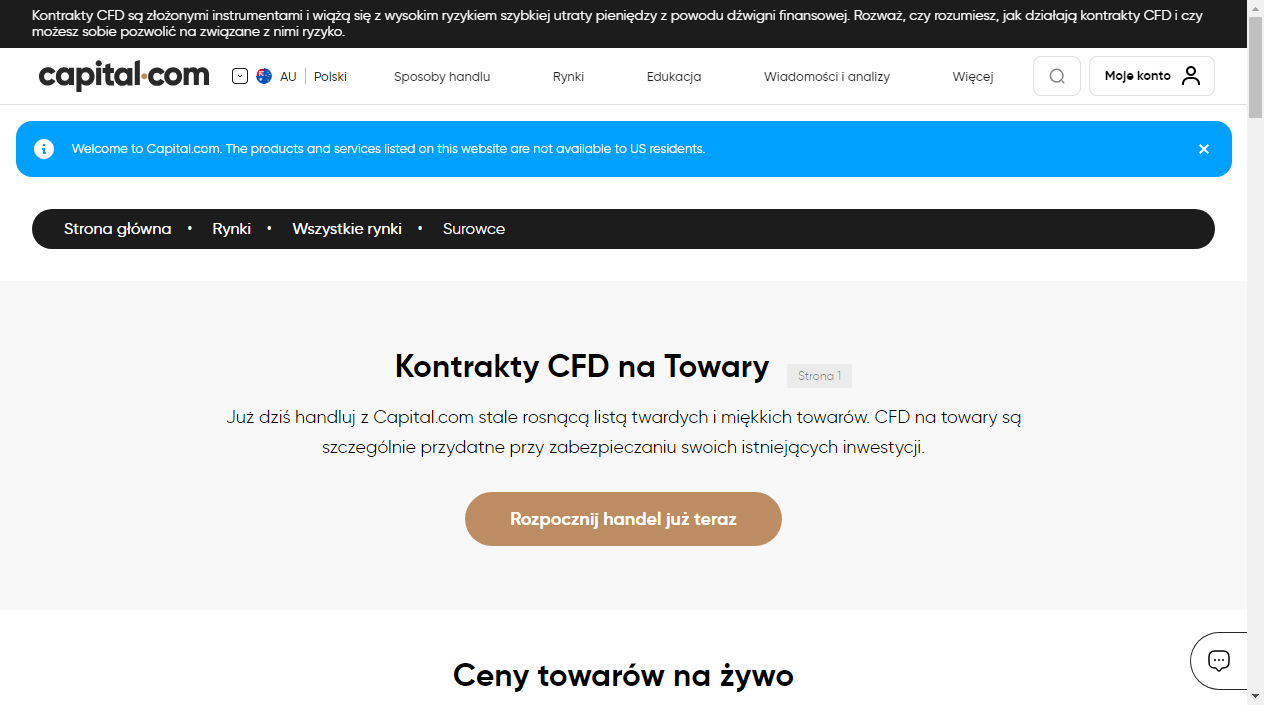 Kontrakty CFD są złożonymi instrumentami i wiążą się z wysokim ryzykiem szybkiej utraty pieniędzy z powodu dźwigni finansowej. Rozważ, czy rozumiesz, jak działają kontrakty CFD i czy
możesz sobie pozwolić na związane z nimi ryzyko.
capital.com AU Polski Sposoby handlu Rynki Edukacja Wiadomości i analizy Więcej Moje konto
Welcome to Capital.com. The products and services listed on this website are not available to US residents.
Strona główna • Rynki • Wszystkie rynki • Surowce
Kontrakty CFD na Towary Strona 1
Już dziś handluj z Capital.com stale rosnącą listą twardych i miękkich towarów. CFD na towary są
szczególnie przydatne przy zabezpieczaniu swoich istniejących inwestycji.
Rozpocznij handel już teraz
Ceny towarów na żywo